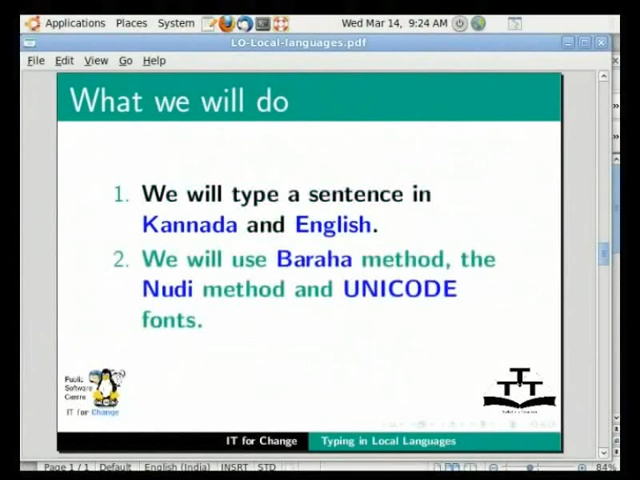 Applications Places System Wed Mar 14, 9:24 AM
LO-Local-languages.pdf
File Edit View Go Help
What we will do
1. We will type a sentence in
Kannada and English.
2. We will use Baraha method, the
Nudi method and UNICODE
fonts.
Public
Software
Centre
IT for Change
IT for Change Typing in Local Languages
Page 1 / 1 Default English (India) INSRT STD 84%